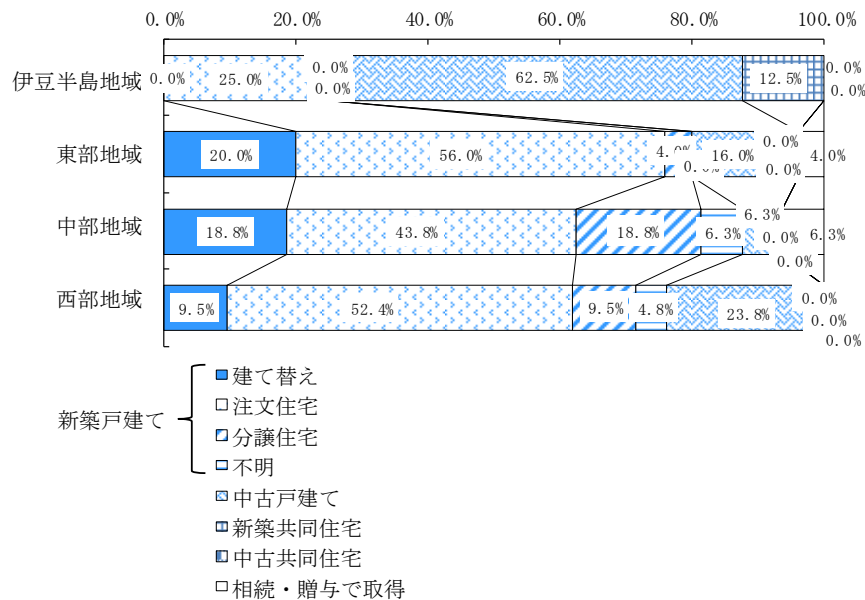 0.0% 20.0% 40.0% 60.0% 80.0% 100.0%
伊豆半島地域 0.0% 25.0% 0.0% 0.0% 62.5% 12.5% 0.0% 0.0%
東部地域 20.0% 56.0% 4.0% 0.0% 16.0% 0.0% 0.0% 4.0%
中部地域 18.8% 43.8% 18.8% 6.3% 6.3% 0.0% 0.0% 6.3%
西部地域 9.5% 52.4% 9.5% 4.8% 23.8% 0.0% 0.0% 0.0%
新築戸建て
建て替え
注文住宅
分譲住宅
不明
中古戸建て
新築共同住宅
中古共同住宅
相続・贈与で取得